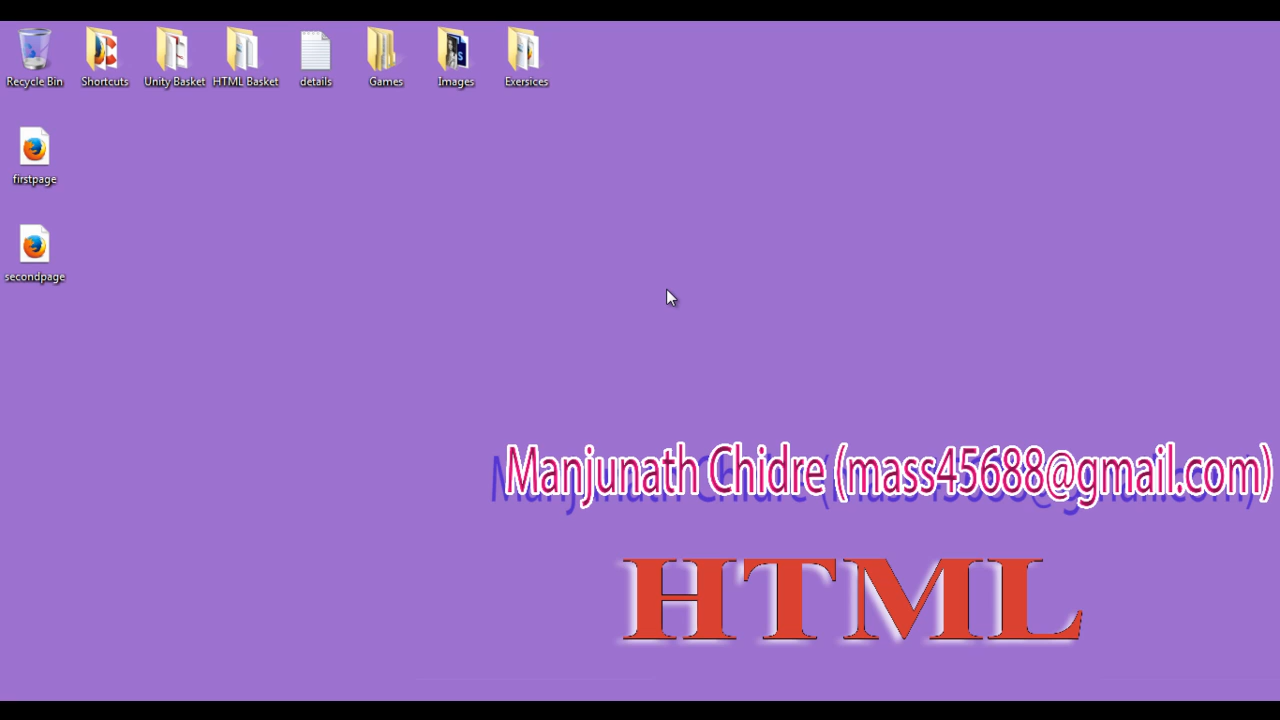 Recycle Bin
Shortcuts
Unity Basket
HTML Basket
details
Games
Images
Exersices
firstpage
secondpage
Manjunath Chidre (mass45688@gmail.com)
HTML